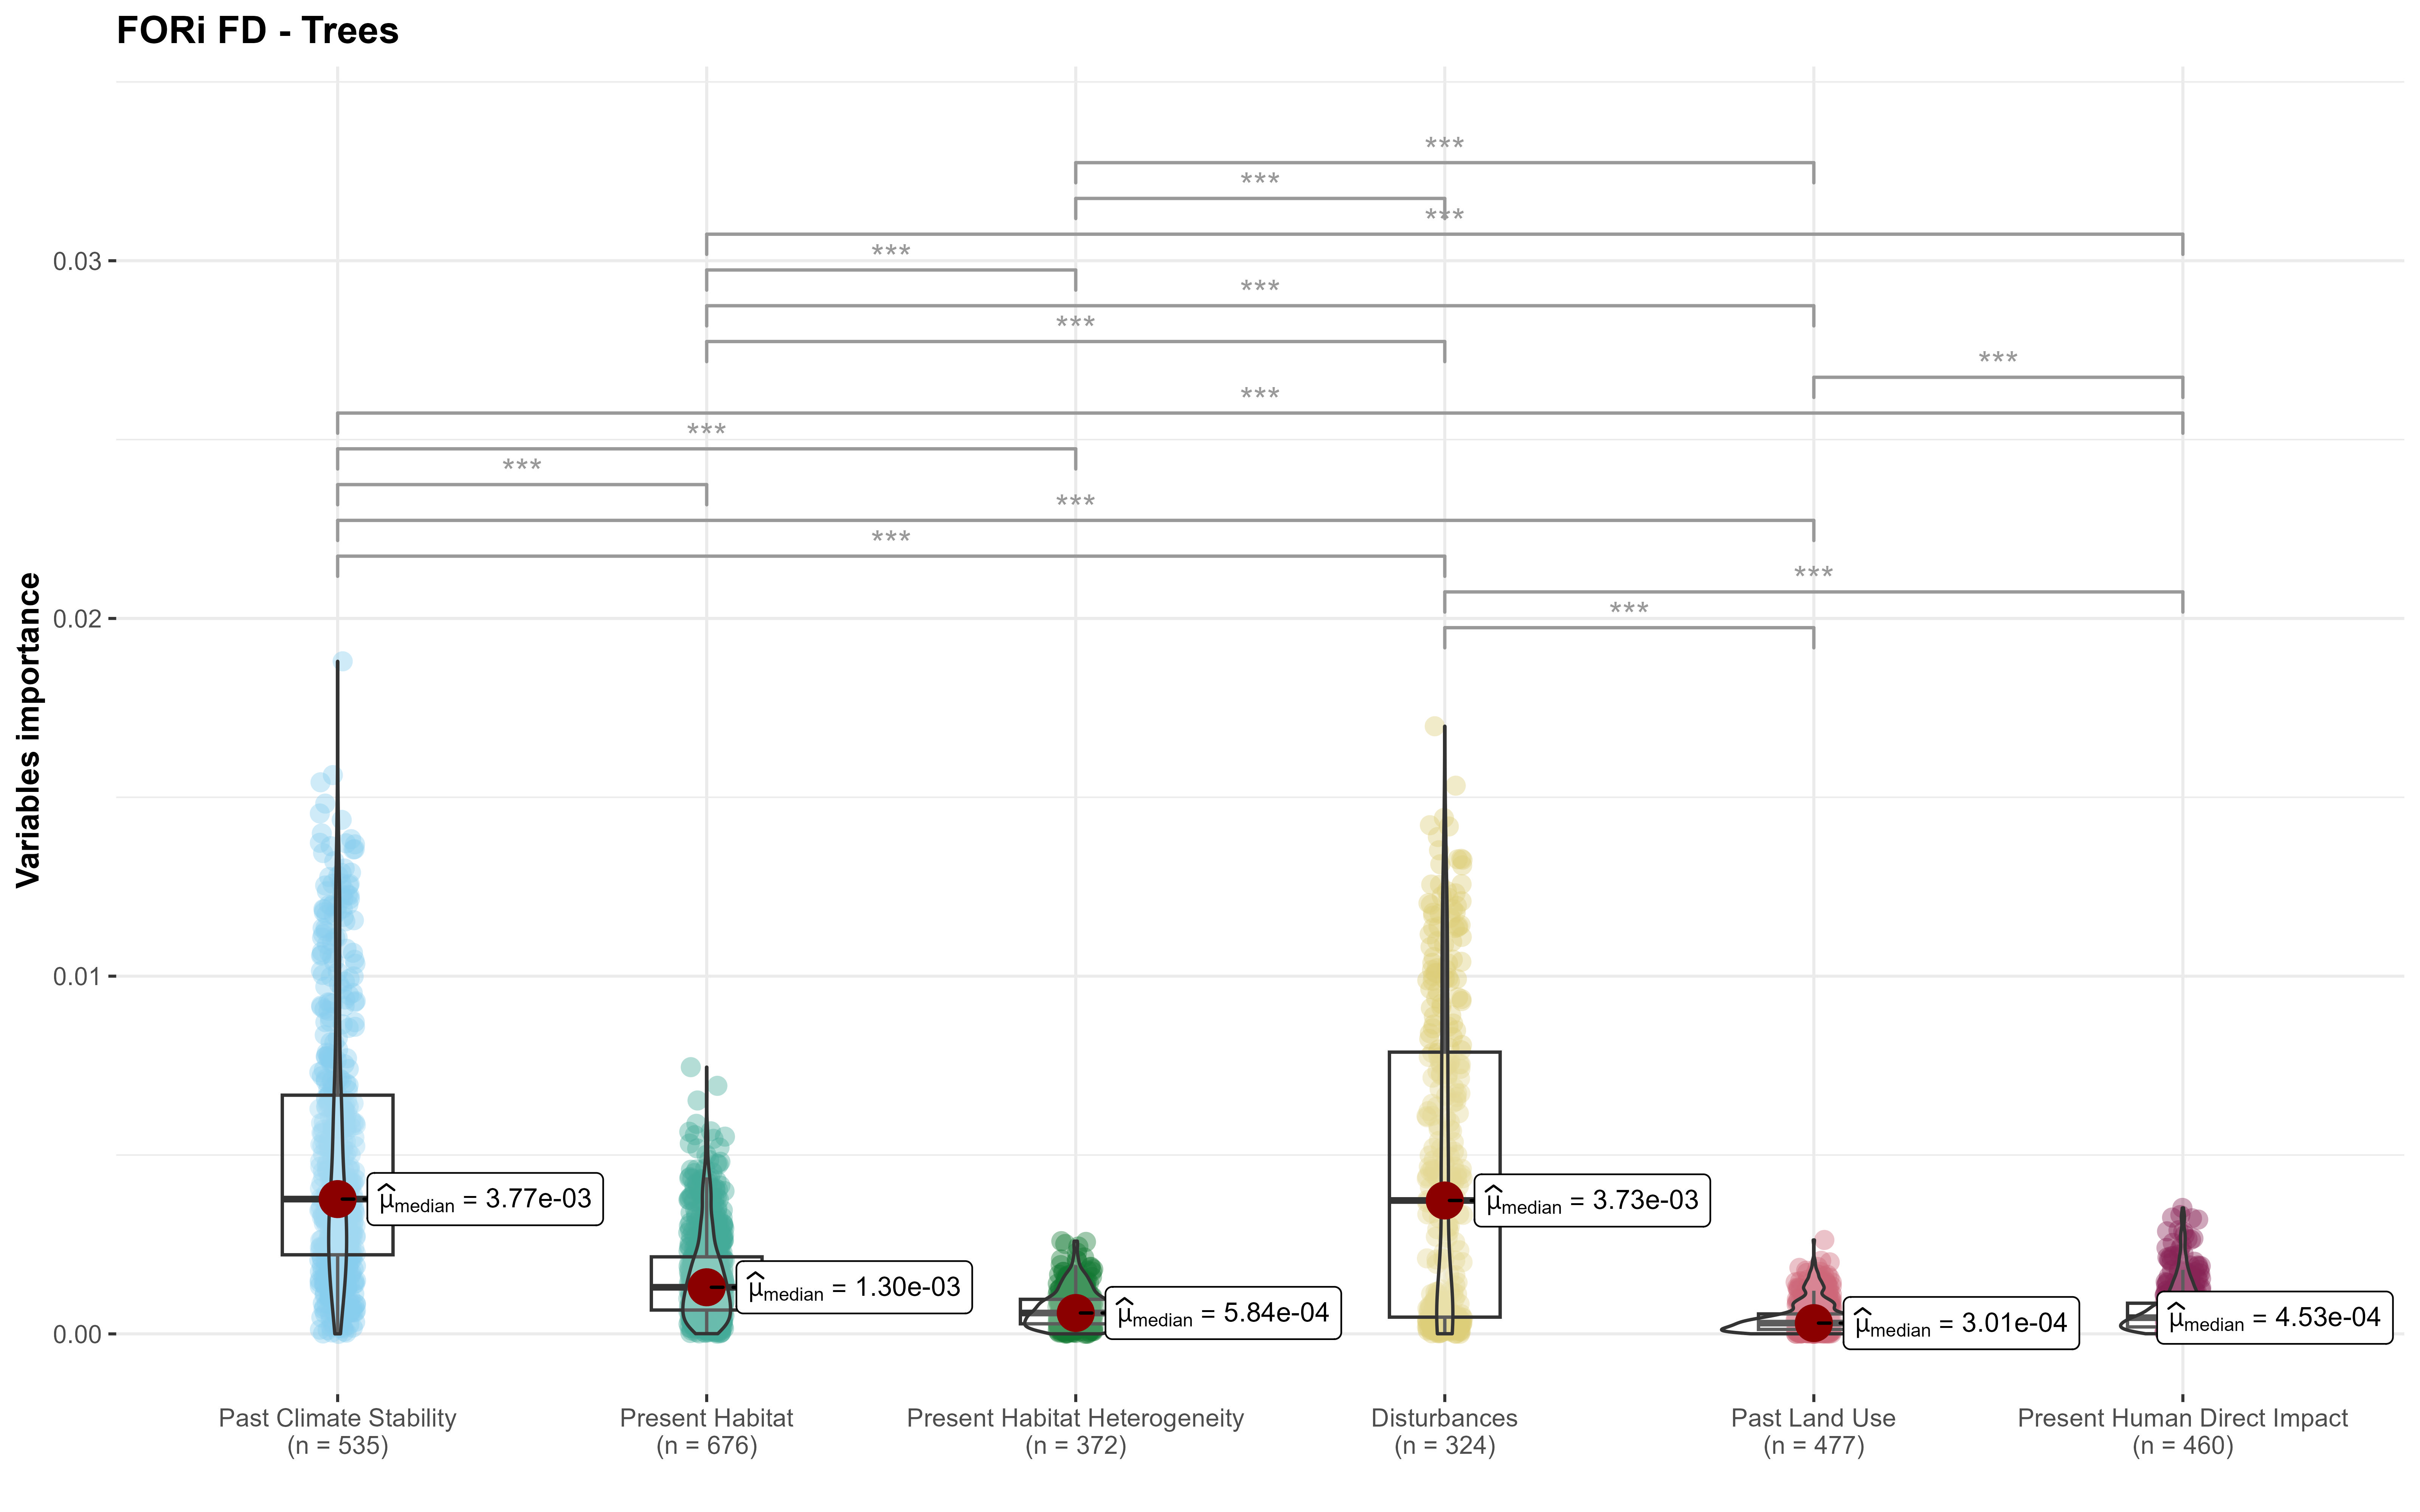 FORi FD - Trees
***
***
***
***
***
***
***
***
***
***
***
***
***
***
Variables importance
0.03
0.02
0.01
0.00
μ̂median = 3.77e-03
μ̂median = 1.30e-03
μ̂median = 5.84e-04
μ̂median = 3.73e-03
μ̂median = 3.01e-04
μ̂median = 4.53e-04
Past Climate Stability
(n = 535)
Present Habitat
(n = 676)
Present Habitat Heterogeneity
(n = 372)
Disturbances
(n = 324)
Past Land Use
(n = 477)
Present Human Direct Impact
(n = 460)